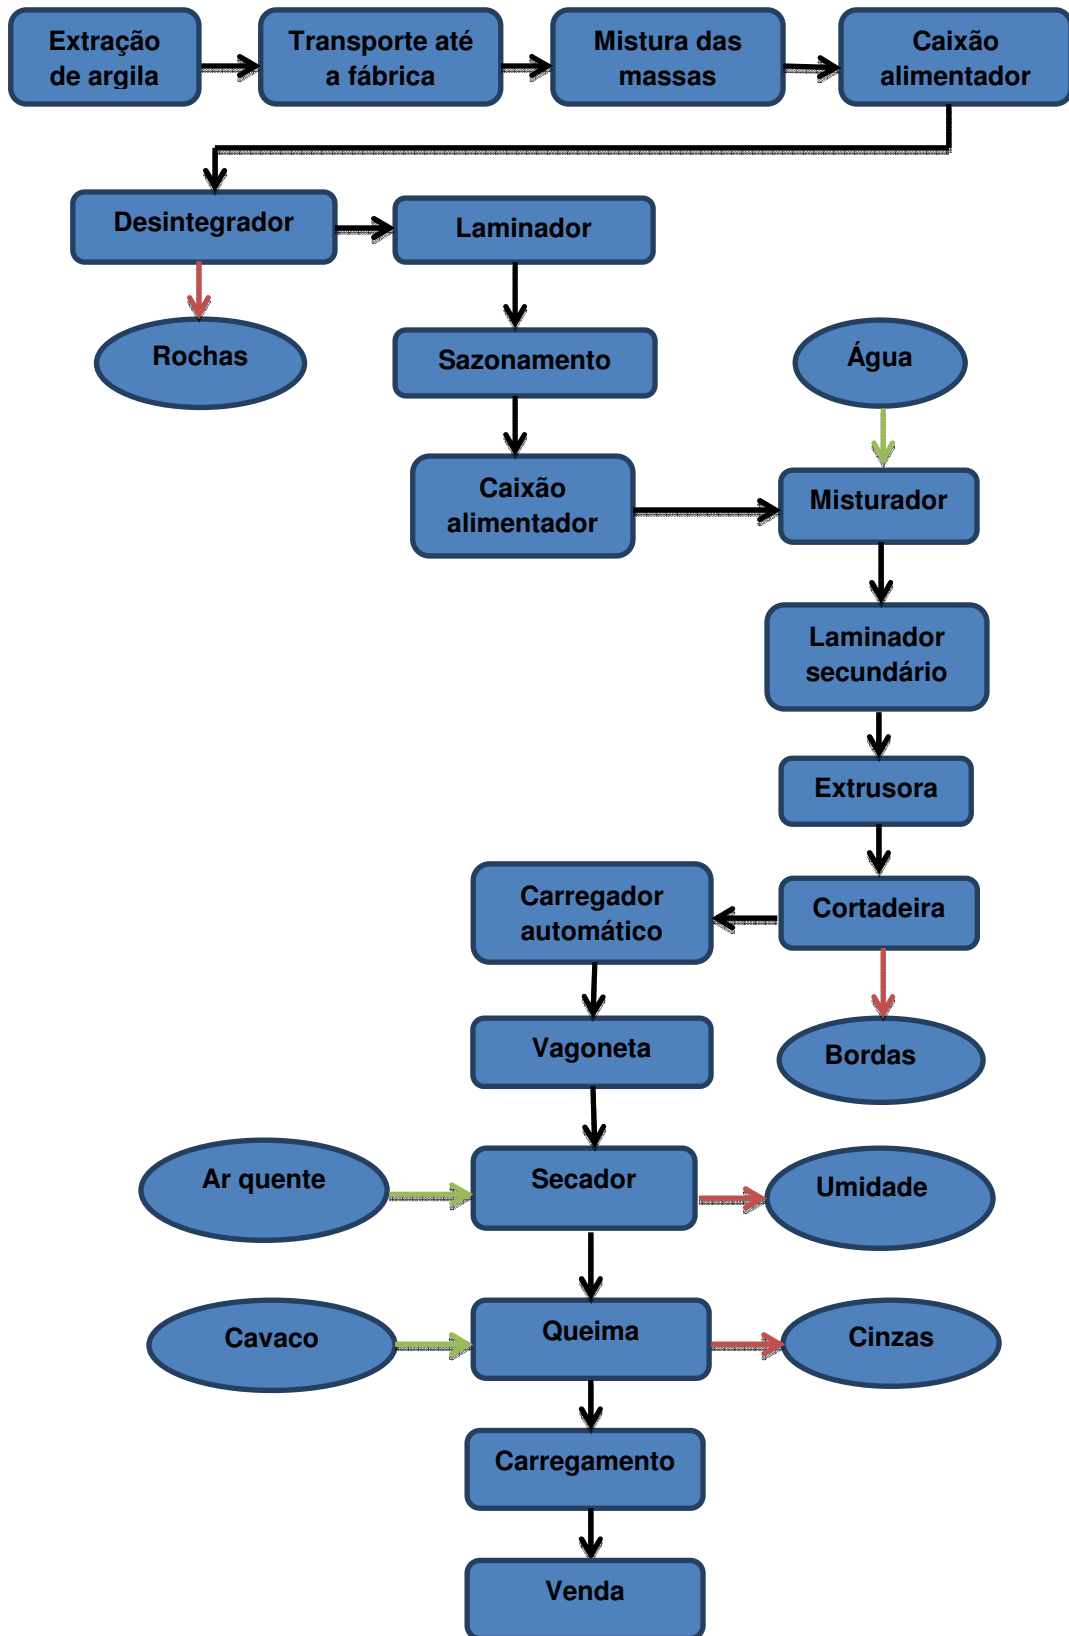 Extração
de argila
Transporte até
a fábrica
Mistura das
massas
Caixão
alimentador
Desintegrador
Laminador
Rochas
Sazonamento
Água
Caixão
alimentador
Misturador
Laminador
secundário
Extrusora
Cortadeira
Carregador
automático
Bordas
Vagoneta
Ar quente
Secador
Umidade
Cavaco
Queima
Cinzas
Carregamento
Venda